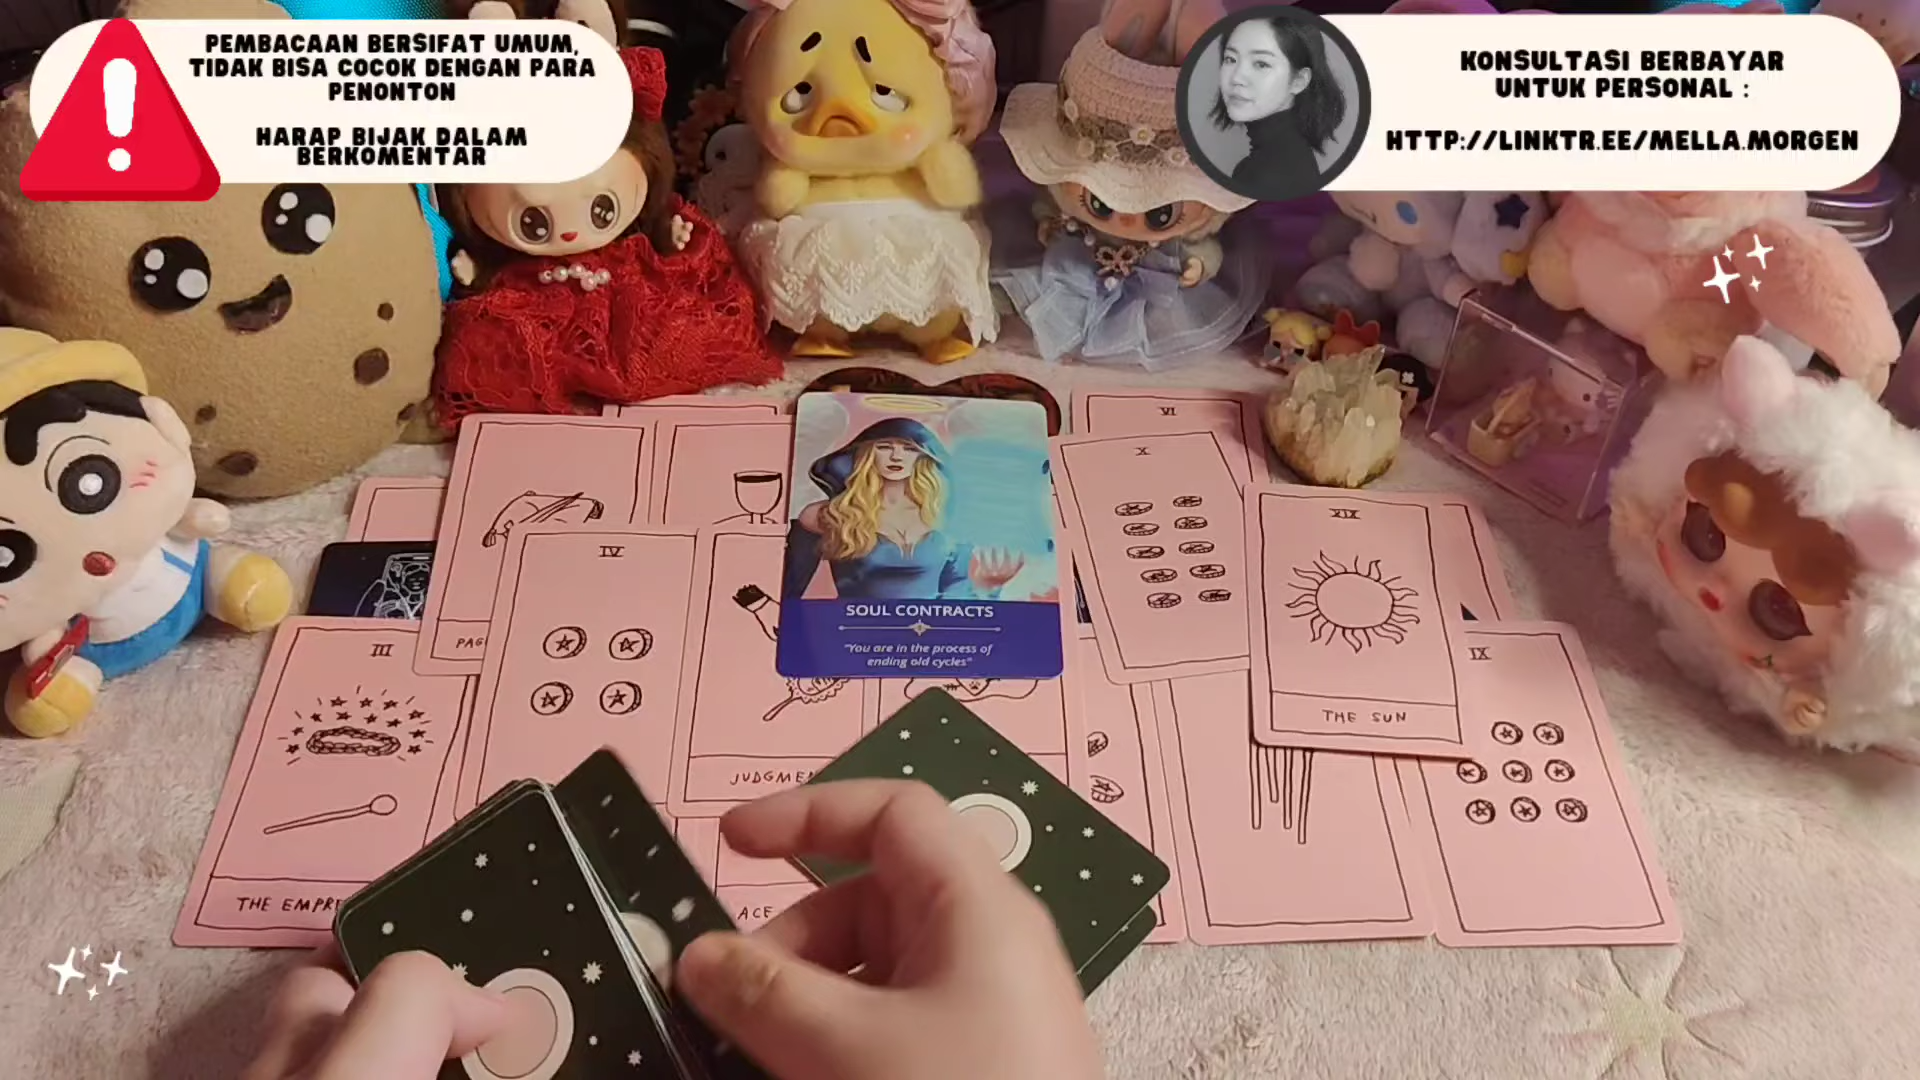 PEMBACAAN BERSIFAT UMUM,
TIDAK BISA COCOK DENGAN PARA
PENONTON
HARAP BIJAK DALAM
BERKOMENTAR
KONSULTASI BERBAYAR
UNTUK PERSONAL :
HTTP://LINKTR.EE/MELLA.MORGEN
VI
X
XIX
IV
SOUL CONTRACTS
"You are in the process of
ending old cycles"
III
IX
THE SUN
ACE